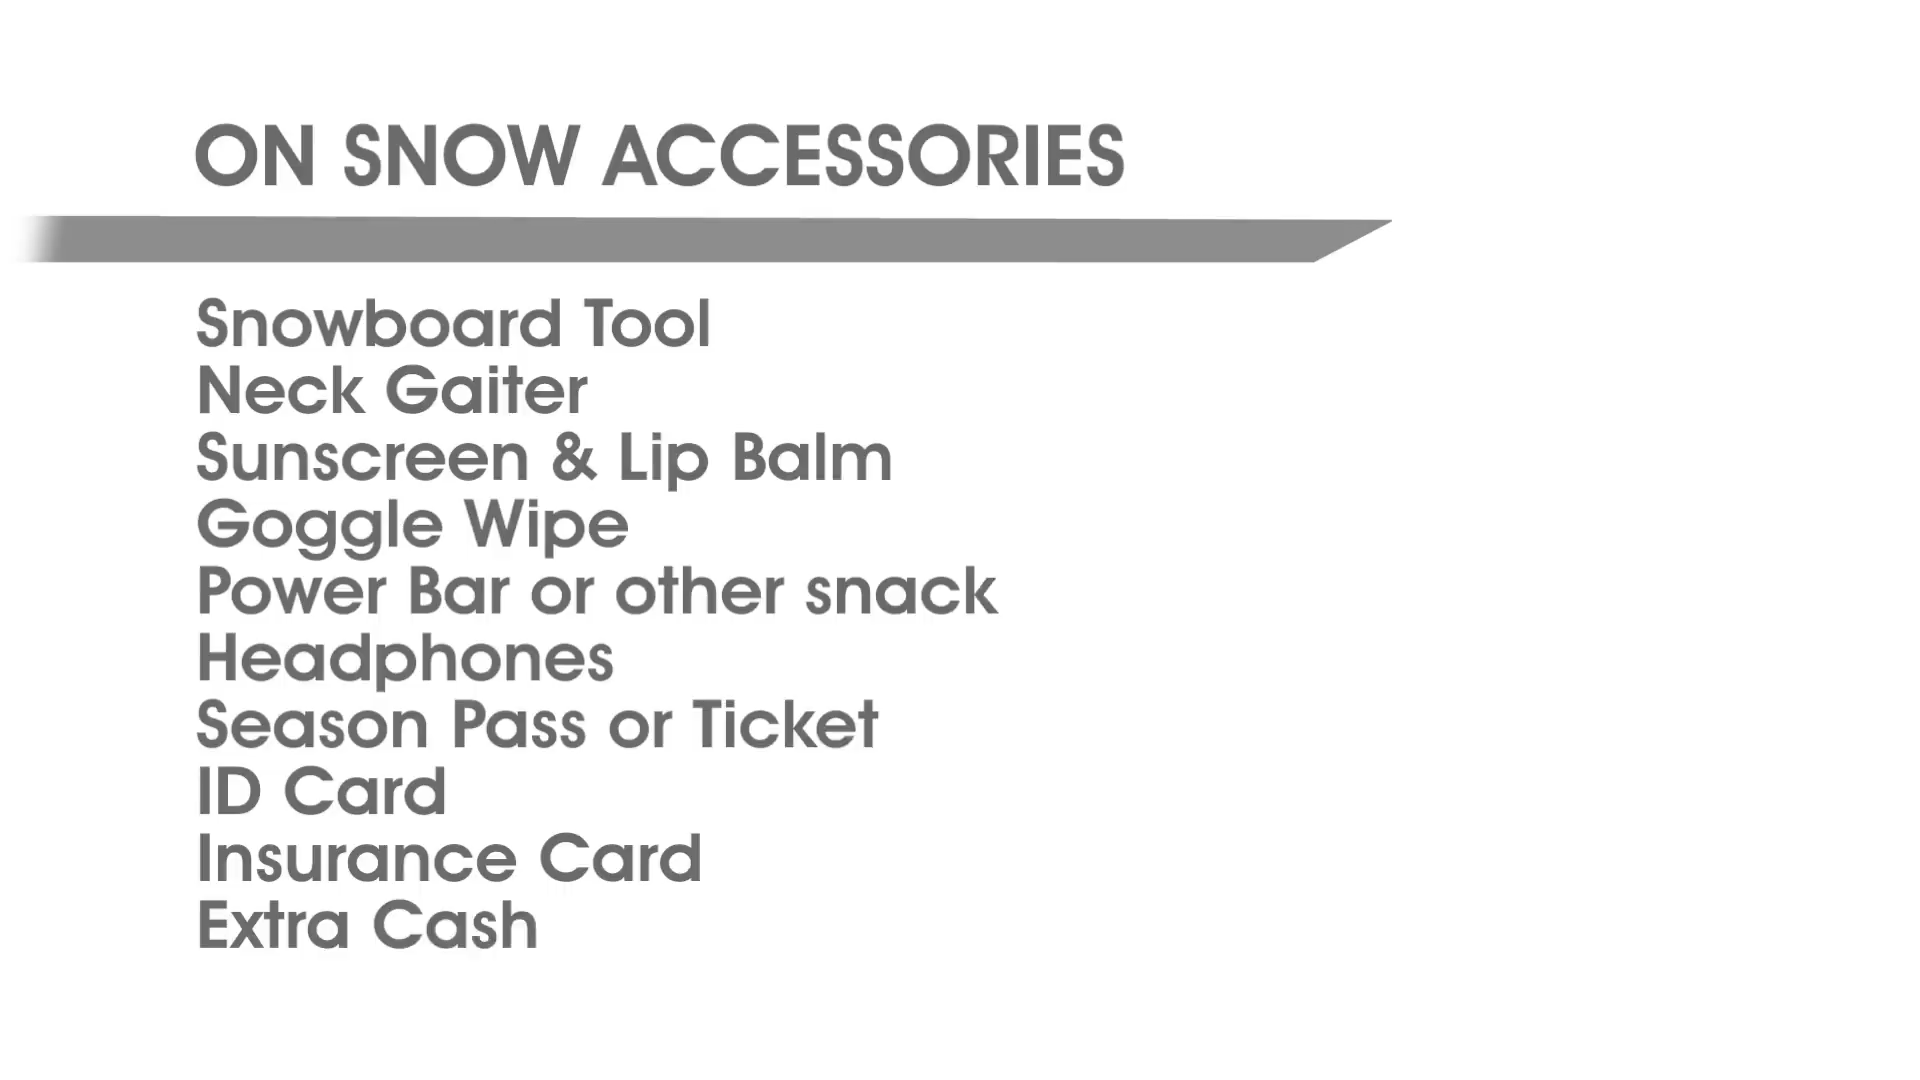 ON SNOW ACCESSORIES
Snowboard Tool
Neck Gaiter
Sunscreen & Lip Balm
Goggle Wipe
Power Bar or other snack
Headphones
Season Pass or Ticket
ID Card
Insurance Card
Extra Cash